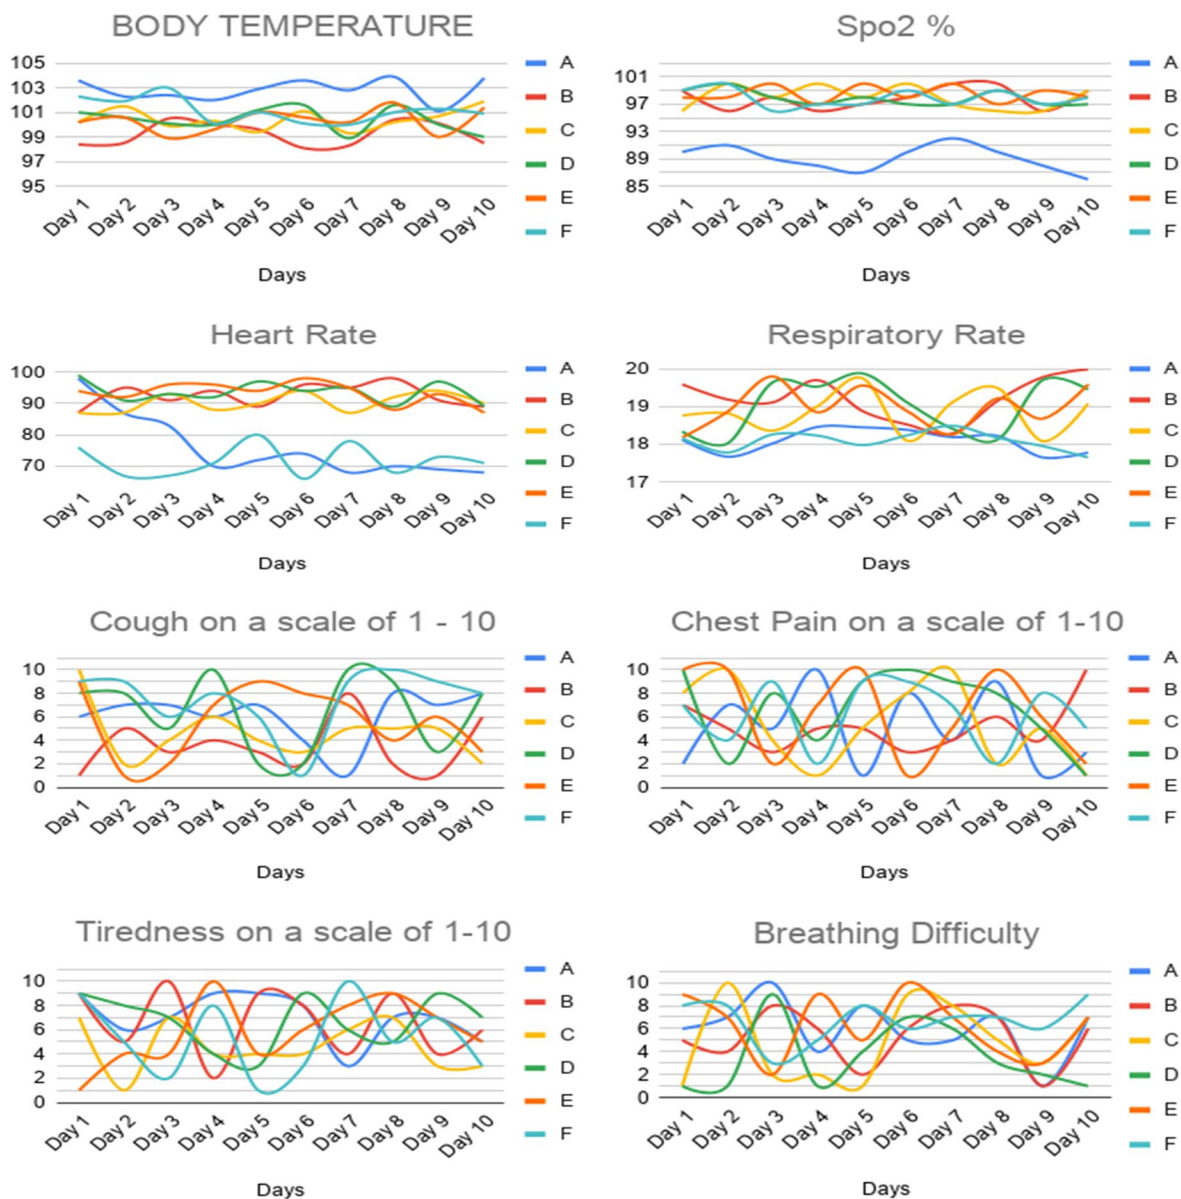 BODY TEMPERATURE
105
103
101
99
97
95
Day 1 Day 2 Day 3 Day 4 Day 5 Day 6 Day 7 Day 8 Day 9 Day 10
Days
A
B
C
D
E
F
Spo2 %
101
97
93
89
85
Day 1 Day 2 Day 3 Day 4 Day 5 Day 6 Day 7 Day 8 Day 9 Day 10
Days
A
B
C
D
E
F
Heart Rate
100
90
80
70
Day 1 Day 2 Day 3 Day 4 Day 5 Day 6 Day 7 Day 8 Day 9 Day 10
Days
A
B
C
D
E
F
Respiratory Rate
20
19
18
17
Day 1 Day 2 Day 3 Day 4 Day 5 Day 6 Day 7 Day 8 Day 9 Day 10
Days
A
B
C
D
E
F
Cough on a scale of 1 - 10
10
8
6
4
2
0
Day 1 Day 2 Day 3 Day 4 Day 5 Day 6 Day 7 Day 8 Day 9 Day 10
Days
A
B
C
D
E
F
Chest Pain on a scale of 1-10
10
8
6
4
2
0
Day 1 Day 2 Day 3 Day 4 Day 5 Day 6 Day 7 Day 8 Day 9 Day 10
Days
A
B
C
D
E
F
Tiredness on a scale of 1-10
10
8
6
4
2
0
Day 1 Day 2 Day 3 Day 4 Day 5 Day 6 Day 7 Day 8 Day 9 Day 10
Days
A
B
C
D
E
F
Breathing Difficulty
10
8
6
4
2
0
Day 1 Day 2 Day 3 Day 4 Day 5 Day 6 Day 7 Day 8 Day 9 Day 10
Days
A
B
C
D
E
F